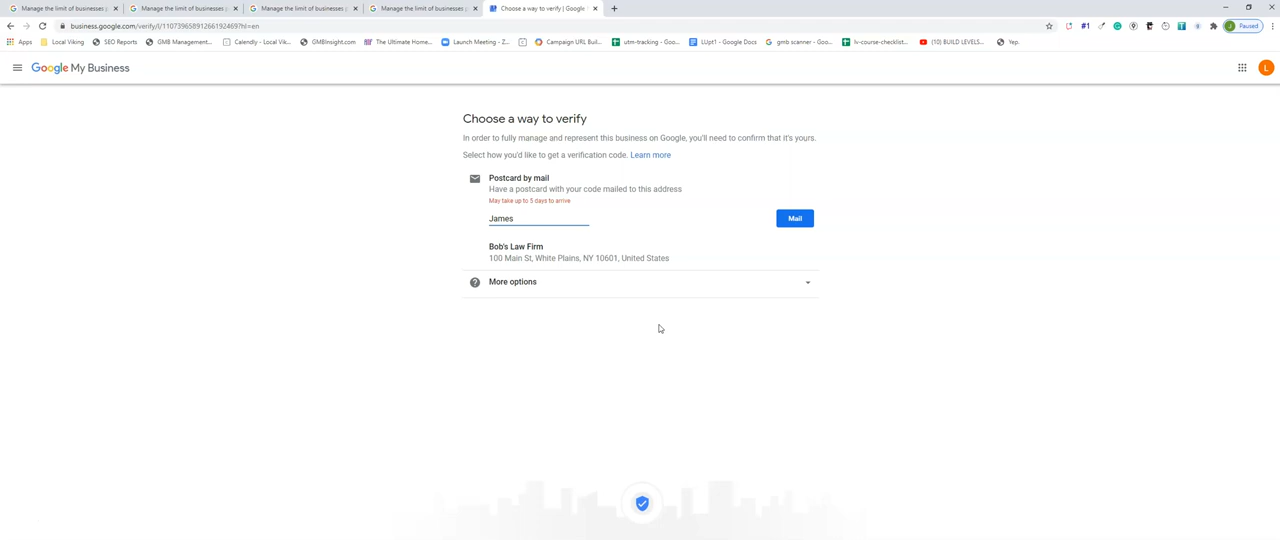 Manage the limit of businesses y
Manage the limit of businesses y
Manage the limit of businesses y
Manage the limit of businesses y
Choose a way to verify | Google
business.google.com/verify/l/11073965891266192469?hl=en
Paused
Apps
Local Viking
SEO Reports
GMB Management...
Calendly - Local Vik...
GMBInsight.com
The Ultimate Home...
Launch Meeting - Z...
Campaign URL Buil...
utm-tracking - Goo...
LUpt1 - Google Docs
gmb scanner - Goo...
lv-course-checklist...
(10) BUILD LEVELS...
Yep.
Google My Business
L
Choose a way to verify
In order to fully manage and represent this business on Google, you'll need to confirm that it's yours.
Select how you'd like to get a verification code. Learn more
Postcard by mail
Have a postcard with your code mailed to this address
May take up to 5 days to arrive
James
Mail
Bob's Law Firm
100 Main St, White Plains, NY 10601, United States
More options